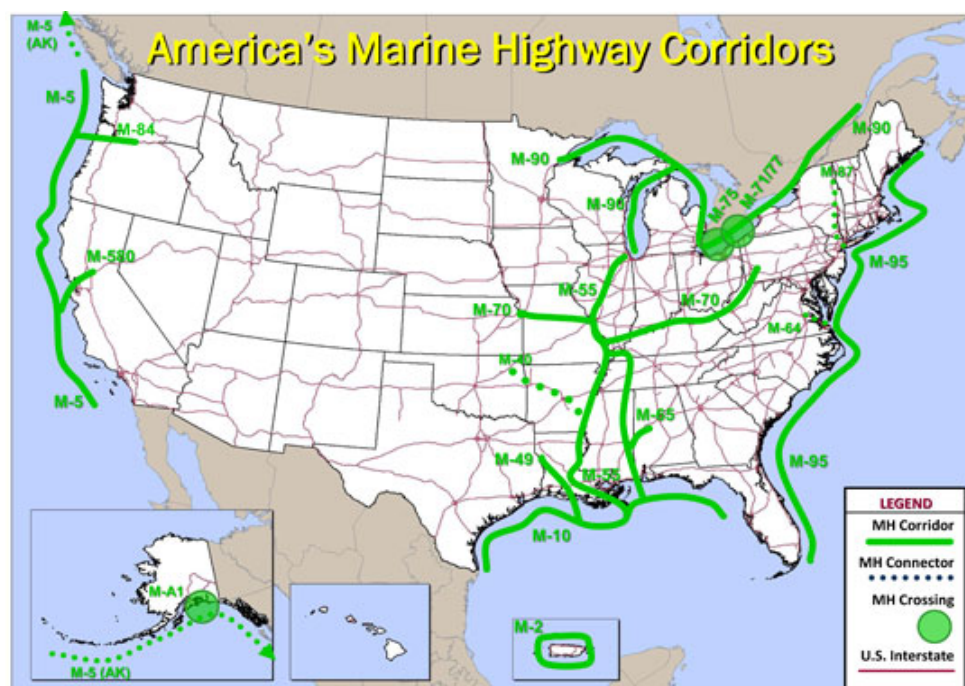 America's Marine Highway Corridors
M-5
(AK)
M-5
M-84
M-90
M-90
M-87
M-71/77
M-75
M-90
M-580
M-95
M-55
M-70
M-70
M-64
M-40
M-5
M-65
M-49
M-55
M-95
M-10
LEGEND
MH Corridor
MH Connector
MH Crossing
U.S. Interstate
M-A1
M-5 (AK)
M-2